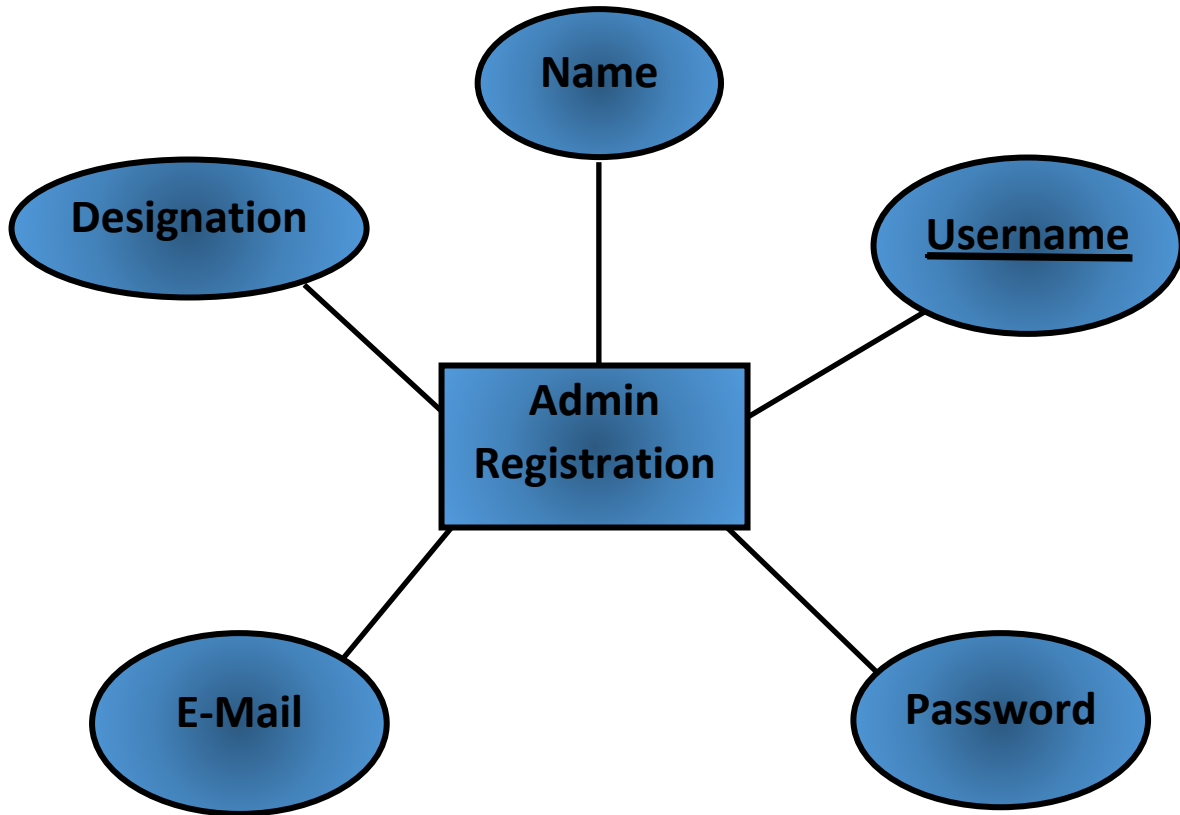 Name
Designation
Username
Admin
Registration
E-Mail
Password